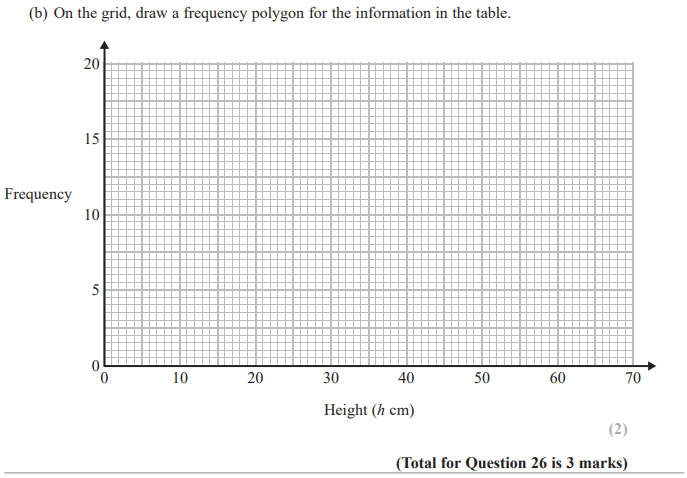 (b) On the grid, draw a frequency polygon for the information in the table.
20
15
Frequency
10
5
0
0 10 20 30 40 50 60 70
Height (h cm)
(2)
(Total for Question 26 is 3 marks)